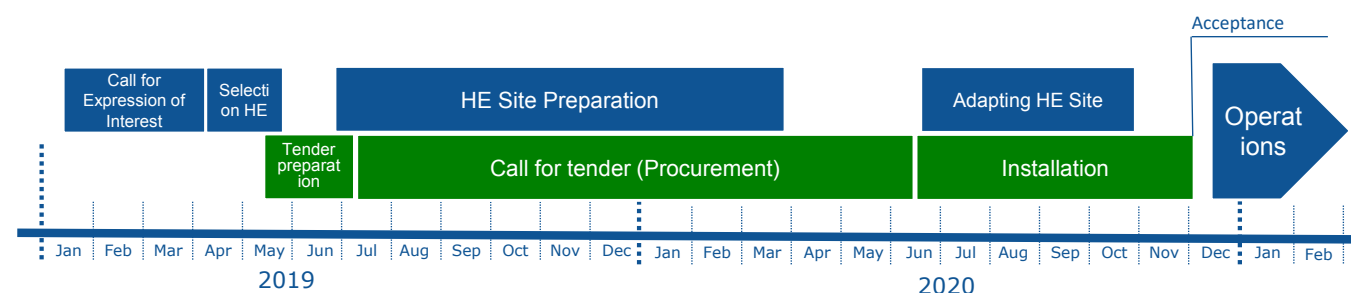 Acceptance
Call for
Expression of
Interest
Selecti
on HE
HE Site Preparation
Adapting HE Site
Operat
ions
Tender
preparat
ion
Call for tender (Procurement)
Installation
Jan Feb Mar Apr May Jun Jul Aug Sep Oct Nov Dec Jan Feb Mar Apr May Jun Jul Aug Sep Oct Nov Dec Jan Feb
2019 2020